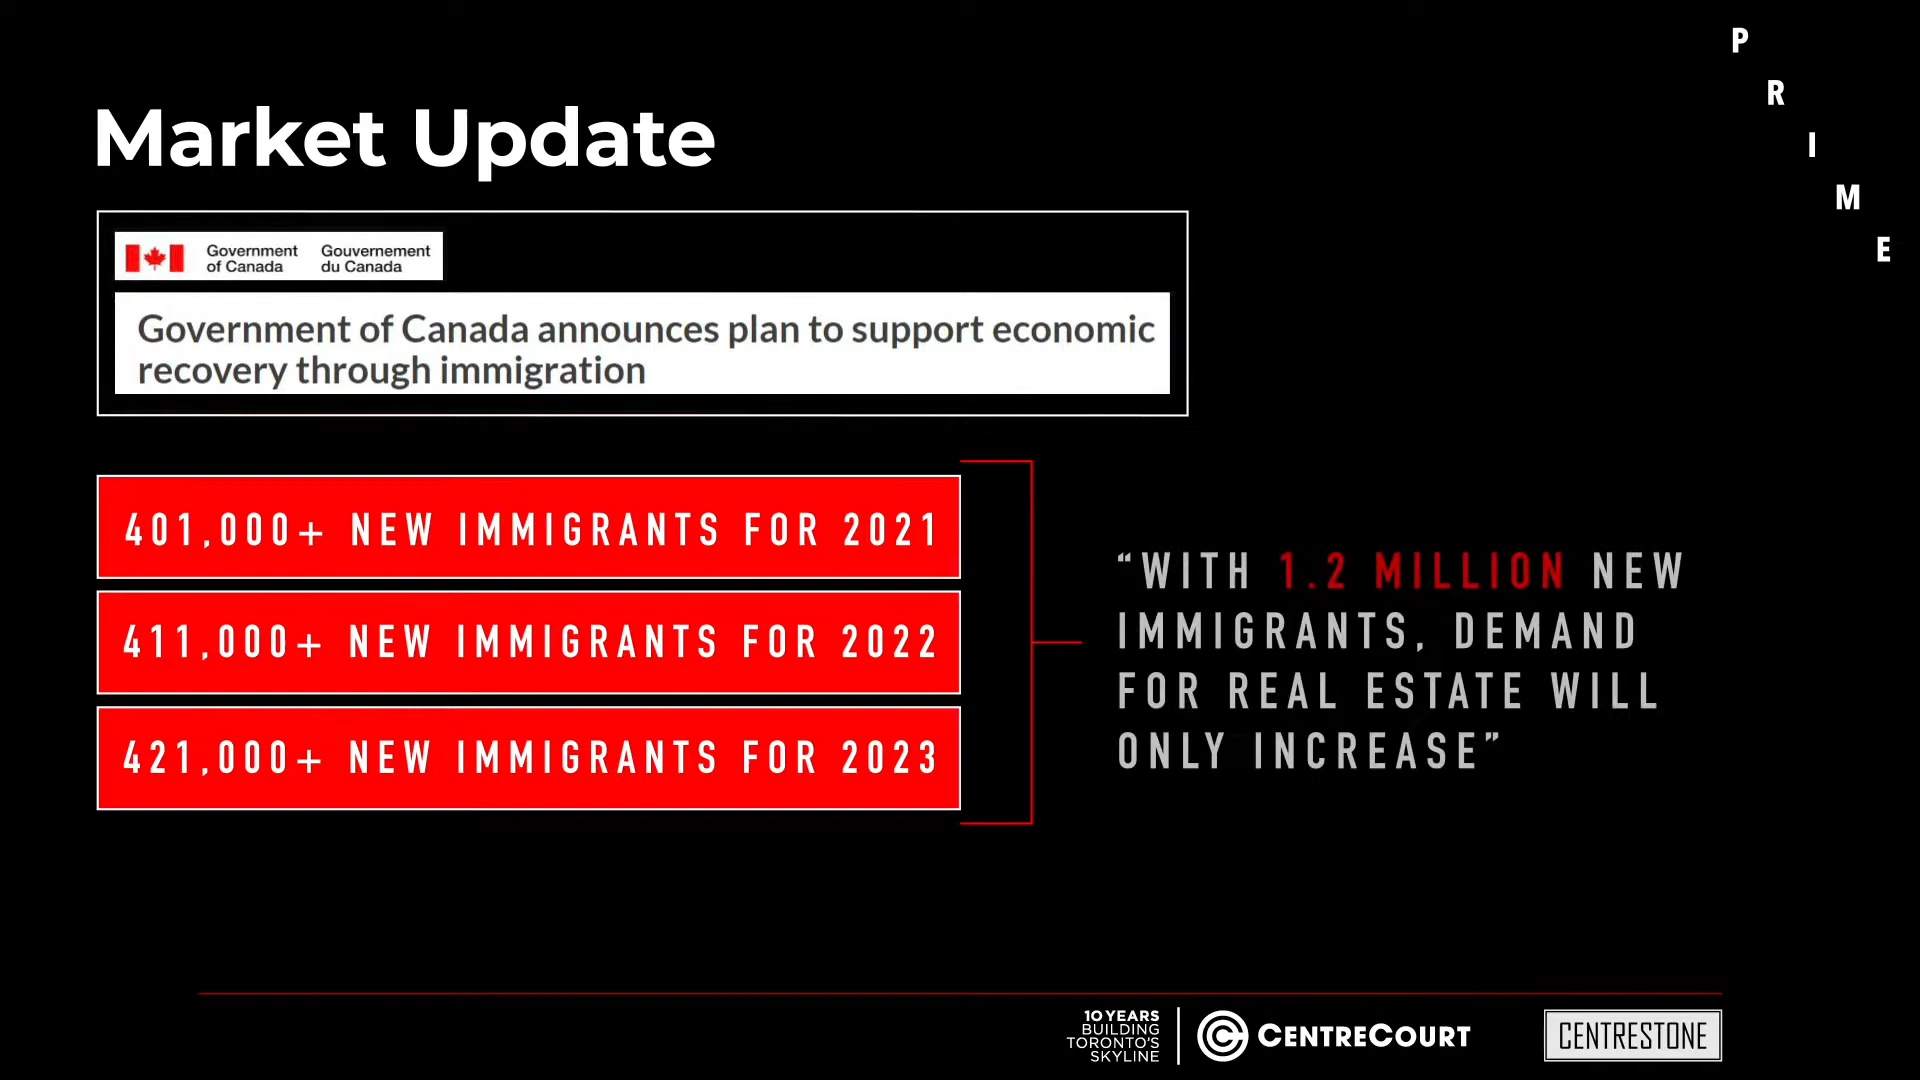 P
R
I
M
E
Market Update
Government of Canada Gouvernement du Canada
Government of Canada announces plan to support economic
recovery through immigration
401,000+ NEW IMMIGRANTS FOR 2021
411,000+ NEW IMMIGRANTS FOR 2022
421,000+ NEW IMMIGRANTS FOR 2023
“WITH 1.2 MILLION NEW
IMMIGRANTS, DEMAND
FOR REAL ESTATE WILL
ONLY INCREASE”
10 YEARS
BUILDING
TORONTO'S
SKYLINE
CENTRECOURT
CENTRESTONE